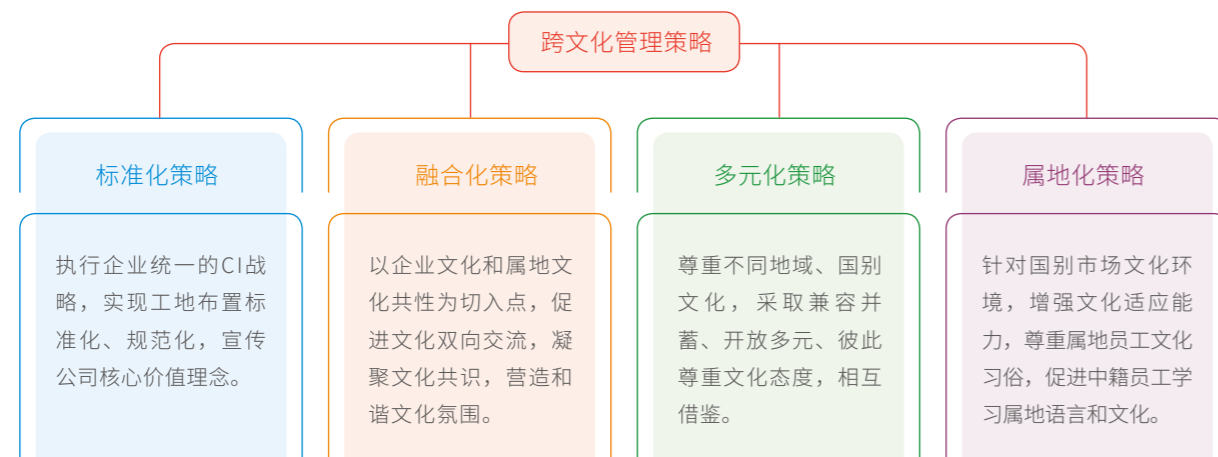 跨文化管理策略
标准化策略
执行企业统一的CI战
略，实现工地布置标
准化、规范化，宣传
公司核心价值理念。
融合化策略
以企业文化和属地文
化共性为切入点，促
进文化双向交流，凝
聚文化共识，营造和
谐文化氛围。
多元化策略
尊重不同地域、国别
文化，采取兼容并
蓄、开放多元、彼此
尊重文化态度，相互
借鉴。
属地化策略
针对国别市场文化环
境，增强文化适应能
力，尊重属地员工文化
习俗，促进中籍员工学
习属地语言和文化。